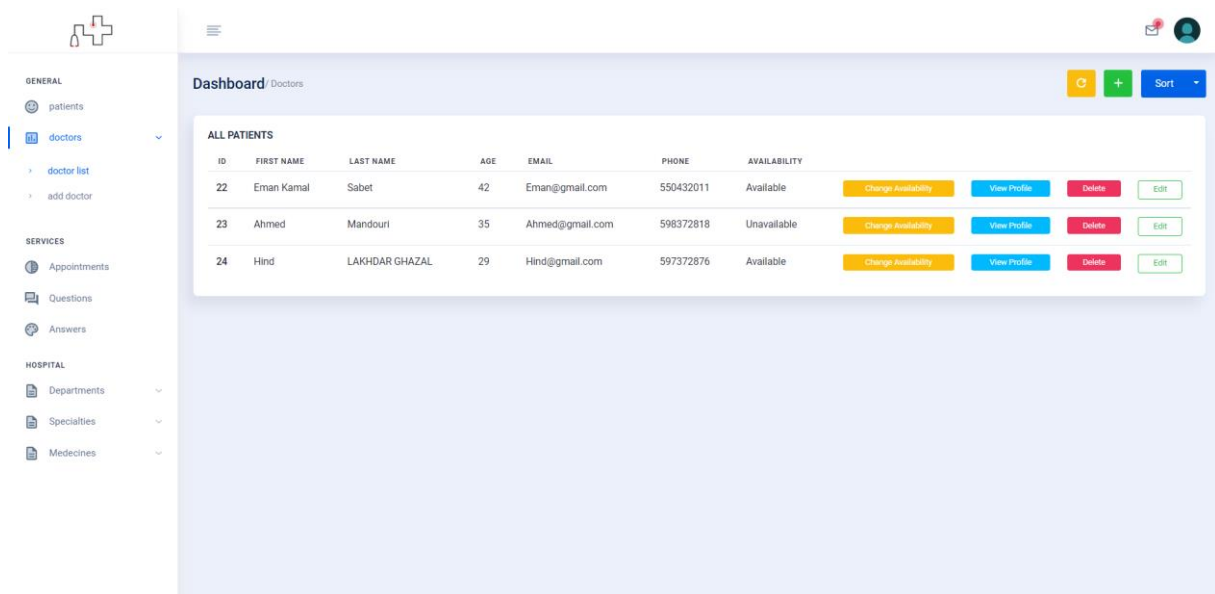 GENERAL
patients
doctors
doctor list
add doctor
SERVICES
Appointments
Questions
Answers
HOSPITAL
Departments
Specialties
Medecines
Dashboard/ Doctors
Sort
ALL PATIENTS
ID FIRST NAME LAST NAME AGE EMAIL PHONE AVAILABILITY
22 Eman Kamal Sabet 42 Eman@gmail.com 550432011 Available Change Availability View Profile Delete Edit
23 Ahmed Mandouri 35 Ahmed@gmail.com 598372818 Unavailable Change Availability View Profile Delete Edit
24 Hind LAKHDAR GHAZAL 29 Hind@gmail.com 597372876 Available Change Availability View Profile Delete Edit